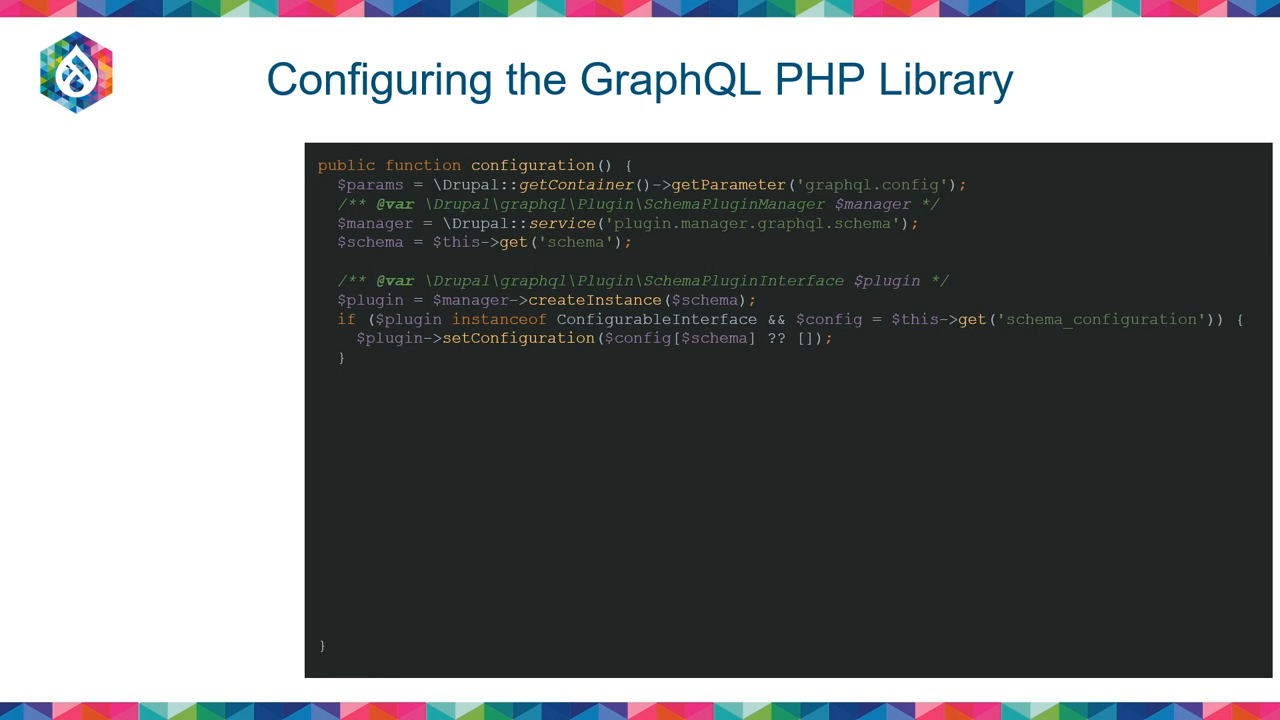 Configuring the GraphQL PHP Library
public function configuration() {
$params = \Drupal::getContainer()->getParameter('graphql.config');
/** @var \Drupal\graphql\Plugin\SchemaPluginManager $manager */
$manager = \Drupal::service('plugin.manager.graphql.schema');
$schema = $this->get('schema');
/** @var \Drupal\graphql\Plugin\SchemaPluginInterface $plugin */
$plugin = $manager->createInstance($schema);
if ($plugin instanceof ConfigurableInterface && $config = $this->get('schema_configuration')) {
$plugin->setConfiguration($config[$schema] ?? []);
}
}